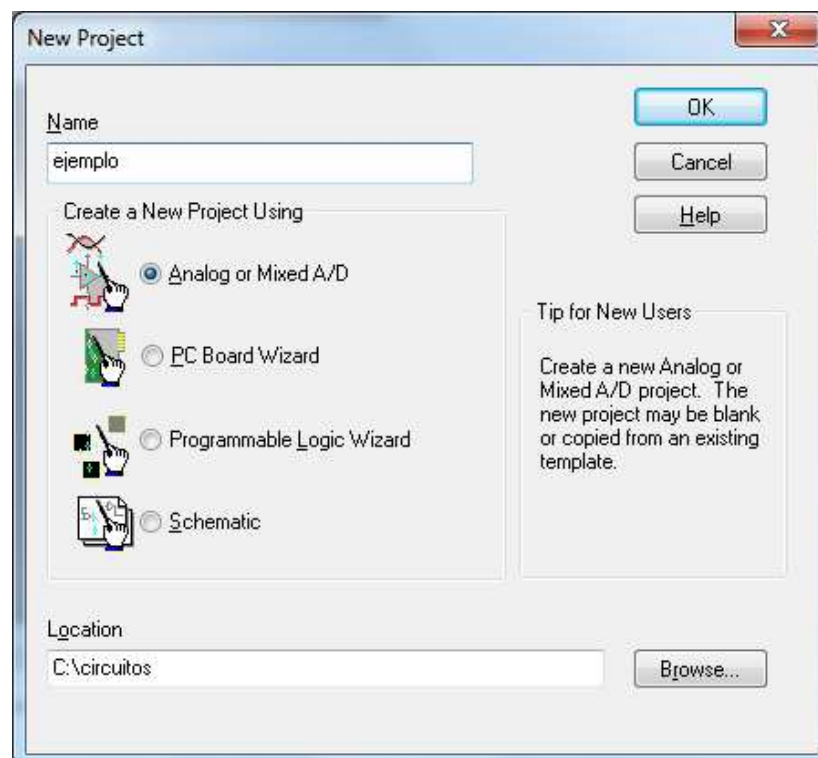 New Project
Name
ejemplo
OK
Cancel
Help
Create a New Project Using
Analog or Mixed A/D
PC Board Wizard
Programmable Logic Wizard
Schematic
Tip for New Users
Create a new Analog or
Mixed A/D project. The
new project may be blank
or copied from an existing
template.
Location
C:\circuitos
Browse...